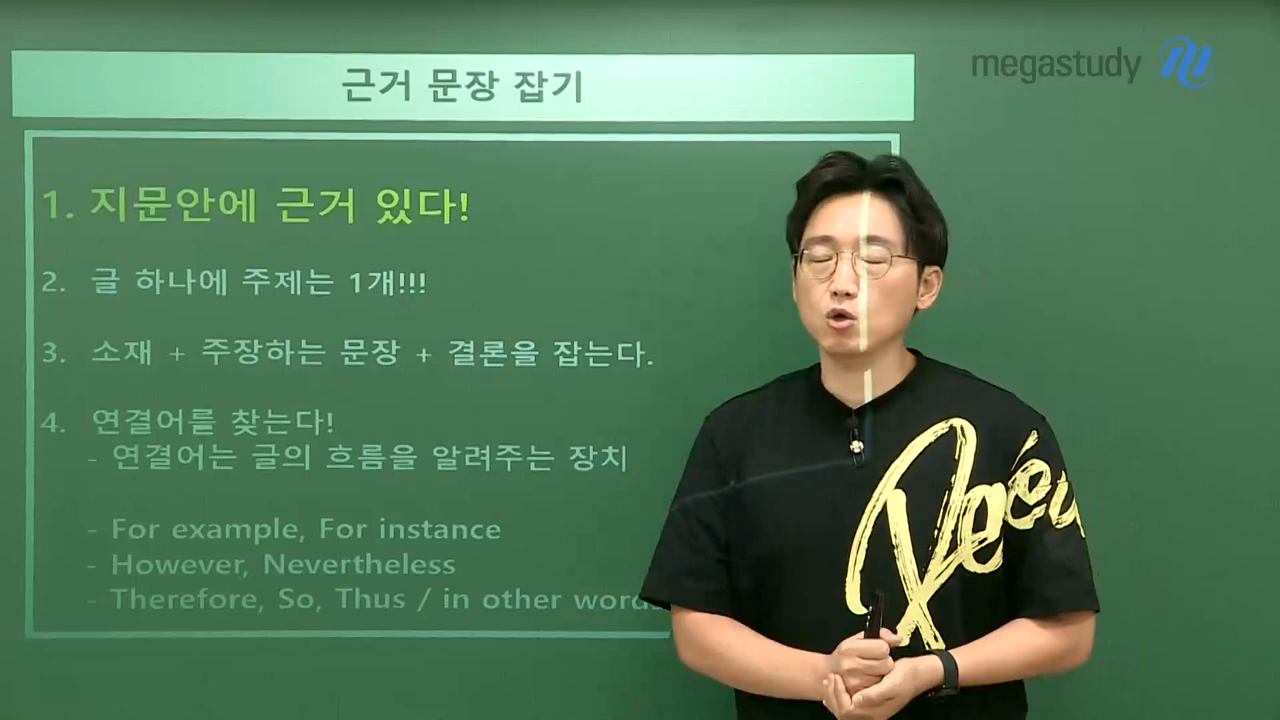 megastudy
근거 문장 잡기
1. 지문안에 근거 있다!
2. 글 하나에 주제는 1개!!!
3. 소재 + 주장하는 문장 + 결론을 잡는다.
4. 연결어를 찾는다!
- 연결어는 글의 흐름을 알려주는 장치
- For example, For instance
- However, Nevertheless
- Therefore, So, Thus / in other words